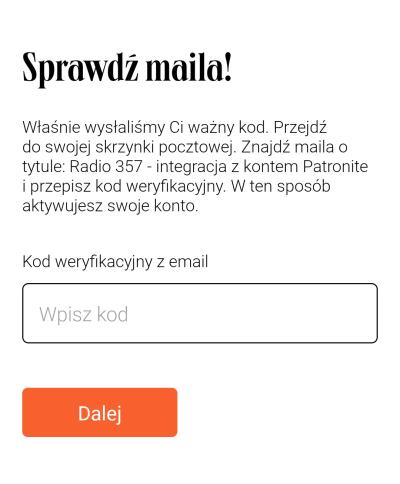 Sprawdź maila!
Właśnie wysłaliśmy Ci ważny kod. Przejdź
do swojej skrzynki pocztowej. Znajdź maila o
tytule: Radio 357 - integracja z kontem Patronite
i przepisz kod weryfikacyjny. W ten sposób
aktywujesz swoje konto.
Kod weryfikacyjny z email
Wpisz kod
Dalej